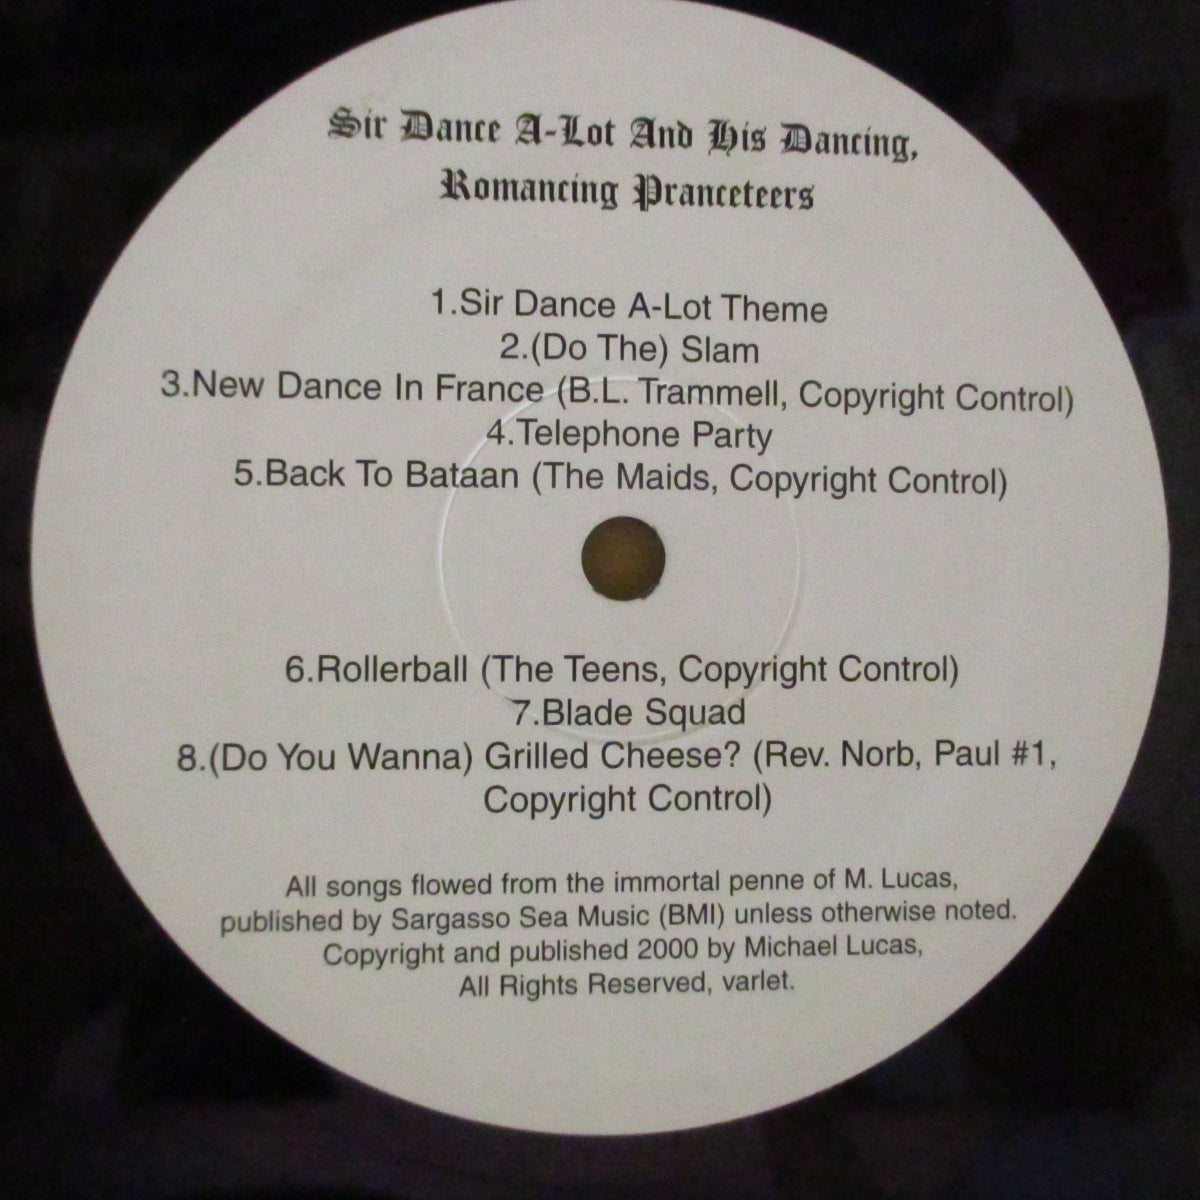 Sir Dance A-Lot And His Dancing,
Romancing Pranceteers
1.Sir Dance A-Lot Theme
2.(Do The) Slam
3.New Dance In France (B.L. Trammell, Copyright Control)
4.Telephone Party
5.Back To Bataan (The Maids, Copyright Control)
6.Rollerball (The Teens, Copyright Control)
7.Blade Squad
8.(Do You Wanna) Grilled Cheese? (Rev. Norb, Paul #1,
Copyright Control)
All songs flowed from the immortal penne of M. Lucas,
published by Sargasso Sea Music (BMI) unless otherwise noted.
Copyright and published 2000 by Michael Lucas,
All Rights Reserved, varlet.